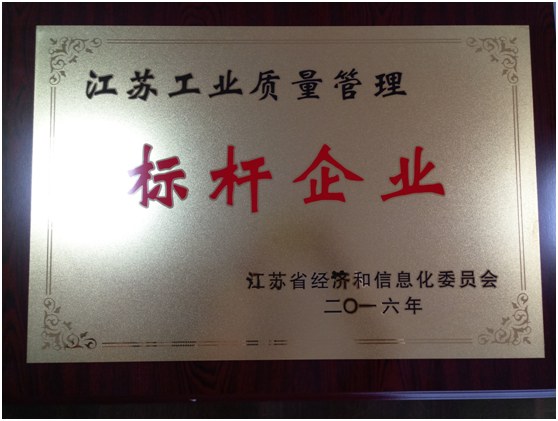 江苏工业质量管理
标杆企业
江苏省经济和信息化委员会
二〇一六年